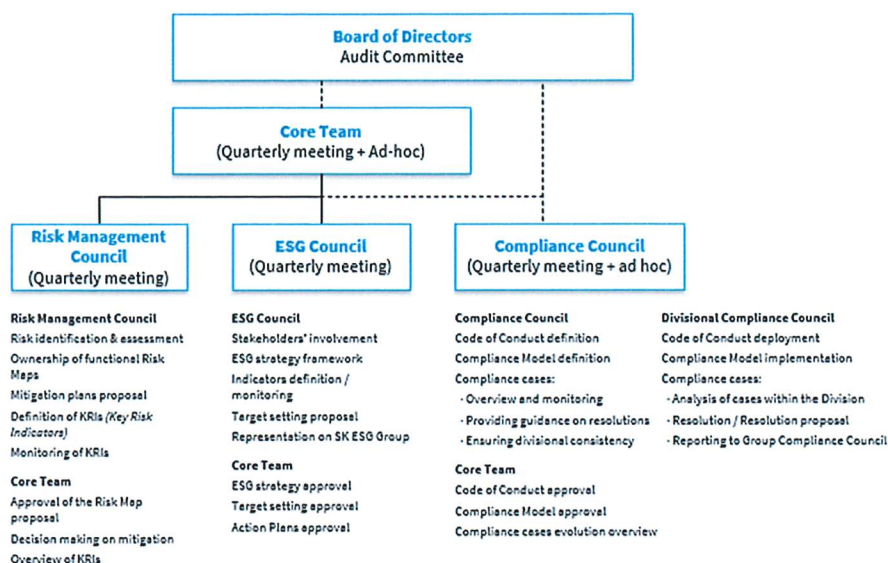 Board of Directors
Audit Committee
Core Team
(Quarterly meeting + Ad-hoc)
Risk Management
Council
(Quarterly meeting)
ESG Council
(Quarterly meeting)
Compliance Council
(Quarterly meeting + ad hoc)
Risk Management Council
Risk identification & assessment
Ownership of functional Risk
Maps
Mitigation plans proposal
Definition of KRIs (Key Risk
Indicators)
Monitoring of KRIs
Core Team
Approval of the Risk Map
proposal
Decision making on mitigation
Overview of KRIs
ESG Council
Stakeholders' involvement
ESG strategy framework
Indicators definition /
monitoring
Target setting proposal
Representation on SK ESG Group
Core Team
ESG strategy approval
Target setting approval
Action Plans approval
Compliance Council
Code of Conduct definition
Compliance Model definition
Compliance cases:
· Overview and monitoring
· Providing guidance on resolutions
· Ensuring divisional consistency
Core Team
Code of Conduct approval
Compliance Model approval
Compliance cases evolution overview
Divisional Compliance Council
Code of Conduct deployment
Compliance Model implementation
Compliance cases:
· Analysis of cases within the Division
· Resolution / Resolution proposal
· Reporting to Group Compliance Council